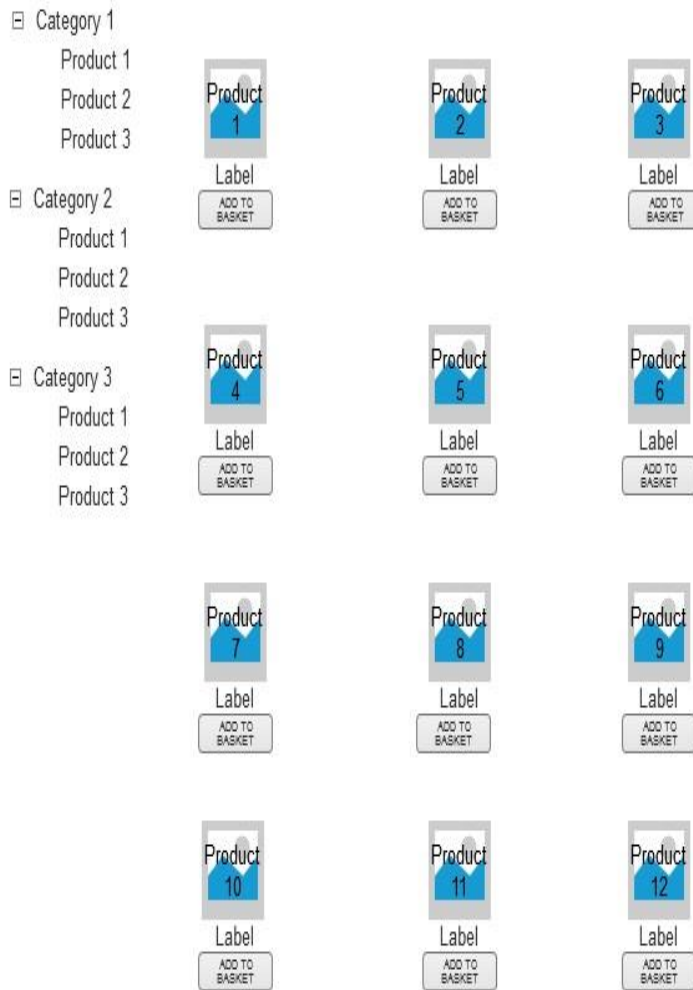 Category 1
Product 1
Product 2
Product 3
Category 2
Product 1
Product 2
Product 3
Category 3
Product 1
Product 2
Product 3
Product
1
Label
ADD TO
BASKET
Product
2
Label
ADD TO
BASKET
Product
3
Label
ADD TO
BASKET
Product
4
Label
ADD TO
BASKET
Product
5
Label
ADD TO
BASKET
Product
6
Label
ADD TO
BASKET
Product
7
Label
ADD TO
BASKET
Product
8
Label
ADD TO
BASKET
Product
9
Label
ADD TO
BASKET
Product
10
Label
ADD TO
BASKET
Product
11
Label
ADD TO
BASKET
Product
12
Label
ADD TO
BASKET